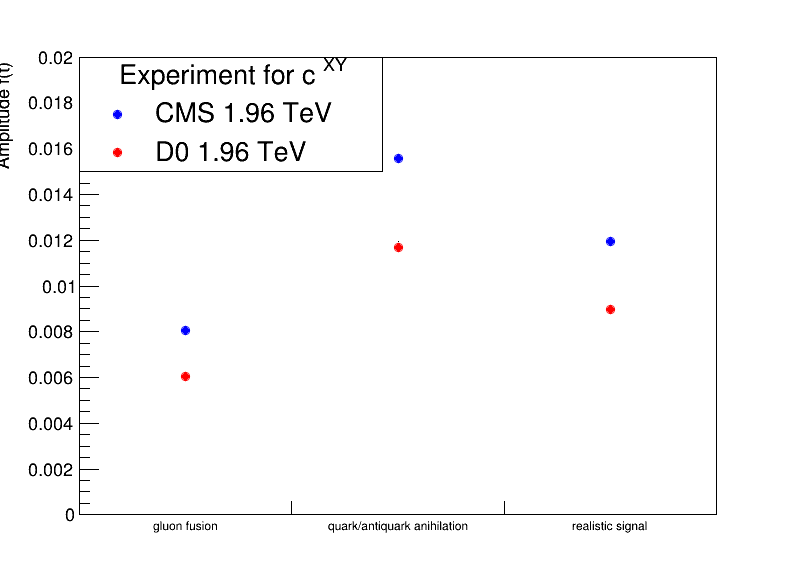 Amplitude f(t)
0.02
0.018
0.016
0.014
0.012
0.01
0.008
0.006
0.004
0.002
0
Experiment for c XY
CMS 1.96 TeV
D0 1.96 TeV
gluon fusion
quark/antiquark anihilation
realistic signal